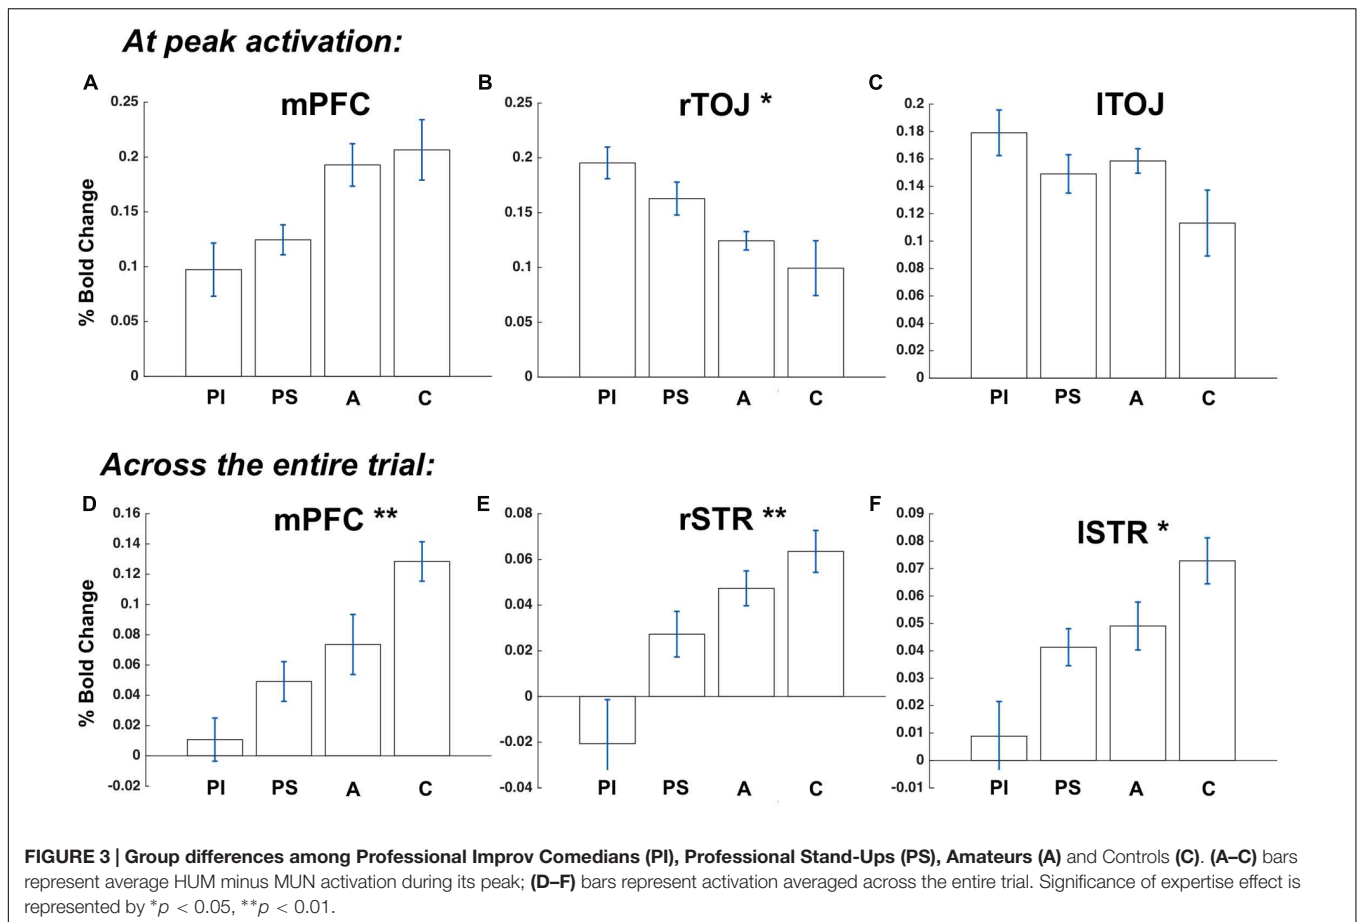 At peak activation:
A
mPFC
% Bold Change
0.25
0.2
0.15
0.1
0.05
0
PI PS A C
B
rTOJ *
0.25
0.2
0.15
0.1
0.05
0
PI PS A C
C
lTOJ
0.2
0.18
0.16
0.14
0.12
0.1
0.08
0.06
0.04
0.02
0
PI PS A C
Across the entire trial:
D
mPFC **
% Bold Change
0.16
0.14
0.12
0.1
0.08
0.06
0.04
0.02
0
-0.02
PI PS A C
E
rSTR **
0.08
0.06
0.04
0.02
0
-0.02
-0.04
PI PS A C
F
lSTR *
0.09
0.08
0.07
0.06
0.05
0.04
0.03
0.02
0.01
0
-0.01
PI PS A C
FIGURE 3 | Group differences among Professional Improv Comedians (PI), Professional Stand-Ups (PS), Amateurs (A) and Controls (C). (A–C) bars
represent average HUM minus MUN activation during its peak; (D–F) bars represent activation averaged across the entire trial. Significance of expertise effect is
represented by *p < 0.05, **p < 0.01.